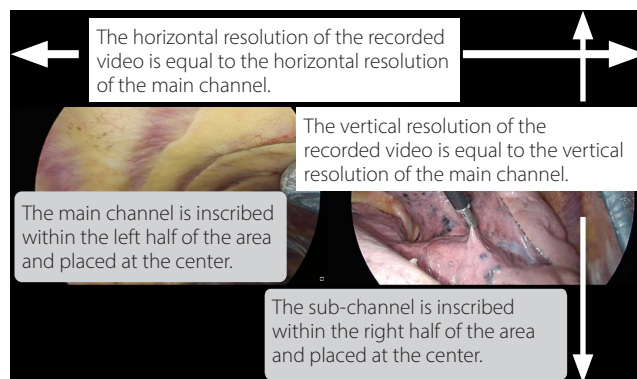 The horizontal resolution of the recorded
video is equal to the horizontal resolution
of the main channel.
The vertical resolution of the
recorded video is equal to the vertical
resolution of the main channel.
The main channel is inscribed
within the left half of the area
and placed at the center.
The sub-channel is inscribed
within the right half of the area
and placed at the center.